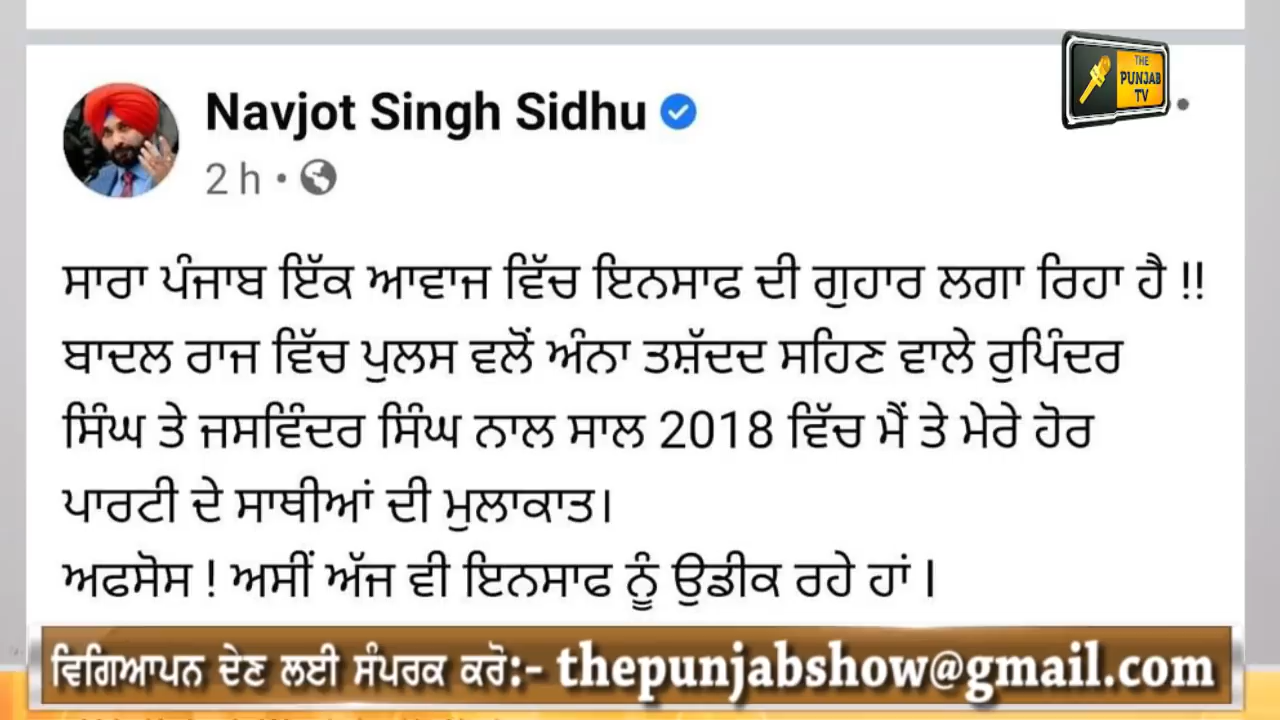 THE
PUNJAB
TV
Navjot Singh Sidhu
2 h
ਸਾਰਾ ਪੰਜਾਬ ਇੱਕ ਆਵਾਜ ਵਿੱਚ ਇਨਸਾਫ ਦੀ ਗੁਹਾਰ ਲਗਾ ਰਿਹਾ ਹੈ !!
ਬਾਦਲ ਰਾਜ ਵਿੱਚ ਪੁਲਸ ਵਲੋਂ ਅੰਨਾ ਤਸ਼ੱਦਦ ਸਹਿਣ ਵਾਲੇ ਰੁਪਿੰਦਰ
ਸਿੰਘ ਤੇ ਜਸਵਿੰਦਰ ਸਿੰਘ ਨਾਲ ਸਾਲ 2018 ਵਿੱਚ ਮੈਂ ਤੇ ਮੇਰੇ ਹੋਰ
ਪਾਰਟੀ ਦੇ ਸਾਥੀਆਂ ਦੀ ਮੁਲਾਕਾਤ।
ਅਫਸੋਸ ! ਅਸੀਂ ਅੱਜ ਵੀ ਇਨਸਾਫ ਨੂੰ ਉਡੀਕ ਰਹੇ ਹਾਂ |
ਵਿਗਿਆਪਨ ਦੇਣ ਲਈ ਸੰਪਰਕ ਕਰੋ:- thepunjabshow@gmail.com